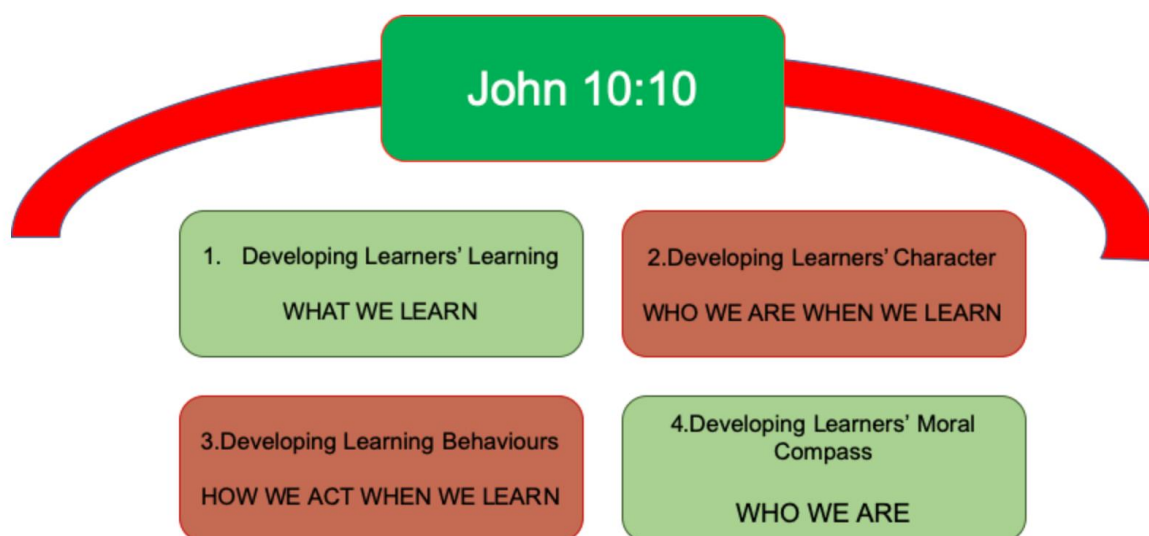 John 10:10
1. Developing Learners' Learning
WHAT WE LEARN
2.Developing Learners' Character
WHO WE ARE WHEN WE LEARN
3.Developing Learning Behaviours
HOW WE ACT WHEN WE LEARN
4.Developing Learners' Moral
Compass
WHO WE ARE